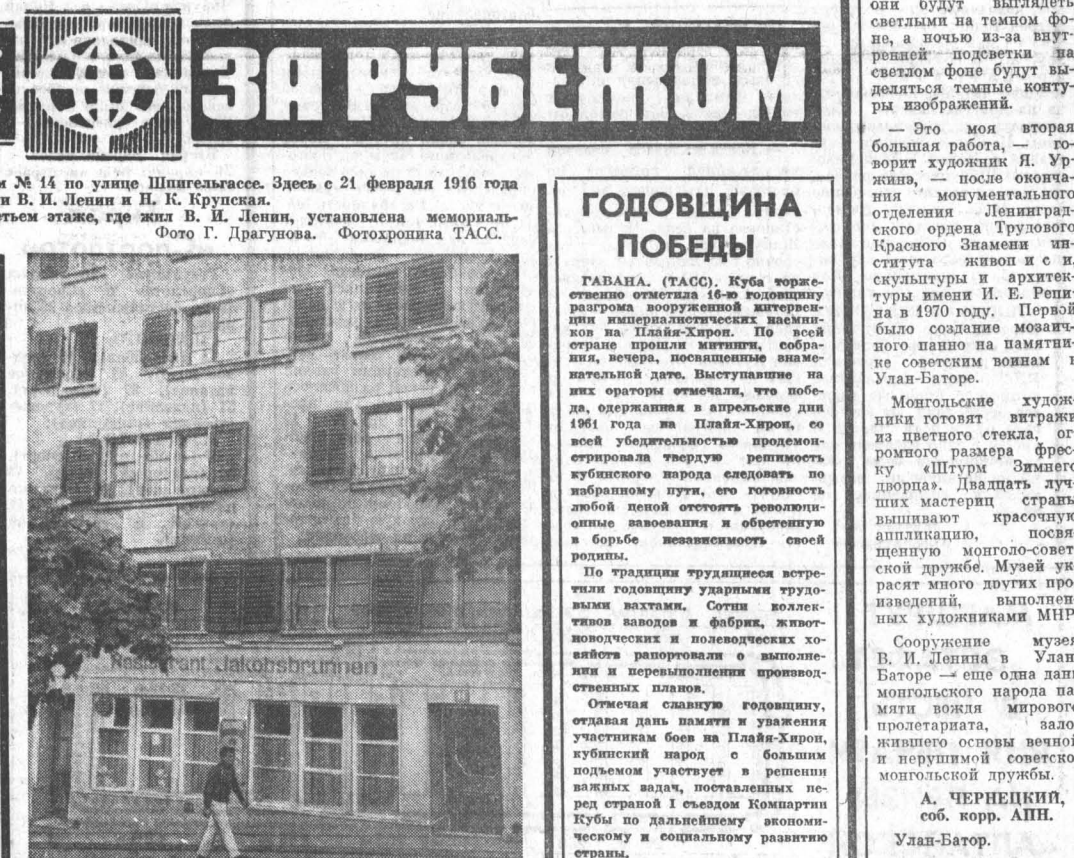 ЗА РУБЕЖОМ
№ 14 по улице Шпигельгассе. Здесь с 21 февраля 1916 года
и В. И. Ленин и Н. К. Крупская.
этаже, где жил В. И. Ленин, установлена мемориаль-
Фото Г. Драгунова. Фотохроника ТАСС.
Restaurant Jakobsbrunnen
ГОДОВЩИНА
ПОБЕДЫ
ГАВАНА. (ТАСС). Куба торже-
ственно отметила 16-ю годовщину
разгрома вооруженной интервен-
ции империалистических наемни-
ков на Плайя-Хирон. По всей
стране прошли митинги, собра-
ния, вечера, посвященные знаме-
нательной дате. Выступавшие на
них ораторы отмечали, что побе-
да, одержанная в апрельские дни
1961 года на Плайя-Хирон, со
всей убедительностью продемон-
стрировала твердую решимость
кубинского народа следовать по
избранному пути, его готовность
любой ценой отстоять революци-
онные завоевания и обретенную
в борьбе независимость своей
родины.
По традиции трудящиеся встре-
тили годовщину ударными трудо-
выми вахтами. Сотни коллек-
тивов заводов и фабрик, живот-
новодческих и полеводческих хо-
зяйств рапортовали о выполне-
нии и перевыполнении производ-
ственных планов.
Отмечая славную годовщину,
отдавая дань памяти и уважения
участникам боев на Плайя-Хирон,
кубинский народ с большим
подъемом участвует в решении
важных задач, поставленных пе-
ред страной I съездом Компартии
Кубы по дальнейшему экономи-
ческому и социальному развитию
страны.
они будут выглядеть
светлыми на темном фо-
не, а ночью из-за внут-
ренней подсветки на
светлом фоне будут вы-
деляться темные конту-
ры изображений.
— Это моя вторая
большая работа, — го-
ворит художник Я. Ур-
жинэ, — после оконча-
ния монументального
отделения Ленинград-
ского ордена Трудового
Красного Знамени ин-
ститута живописи,
скульптуры и архитек-
туры имени И. Е. Репи-
на в 1970 году. Первой
было создание мозаич-
ного панно на памятни-
ке советским воинам
Улан-Баторе.
Монгольские худож-
ники готовят витражи
из цветного стекла, ог-
ромного размера фрес-
ку «Штурм Зимнего
дворца». Двадцать луч-
ших мастериц страны
вышивают красочную
аппликацию, посвя-
щенную монголо-совет-
ской дружбе. Музей ук-
расят много других про-
изведений, выполнен-
ных художниками МНР
Сооружение музея
В. И. Ленина в Улан
Баторе — еще одна дань
монгольского народа па
мяти вождя мирового
пролетариата, зало
жившего основы вечной
и нерушимой советско
монгольской дружбы.
А. ЧЕРНЕЦКИЙ,
соб. корр. АПН.
Улан-Батор.